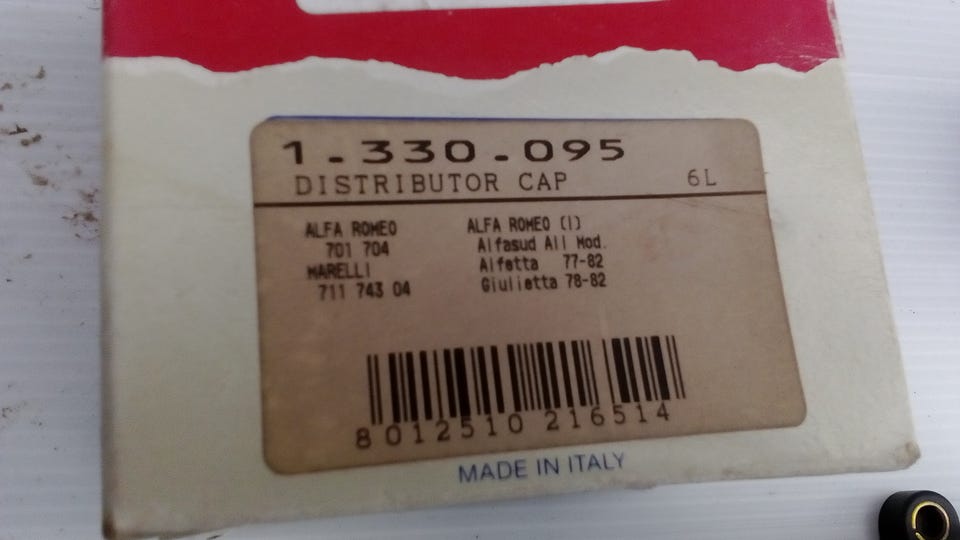 1.330.095
DISTRIBUTOR CAP 6L
ALFA ROMEO
701 704
MARELLI
711 743 04
ALFA ROMEO (I)
Alfasud All Mod.
Alfetta 77-82
Giulietta 78-82
8 012510 216514
MADE IN ITALY